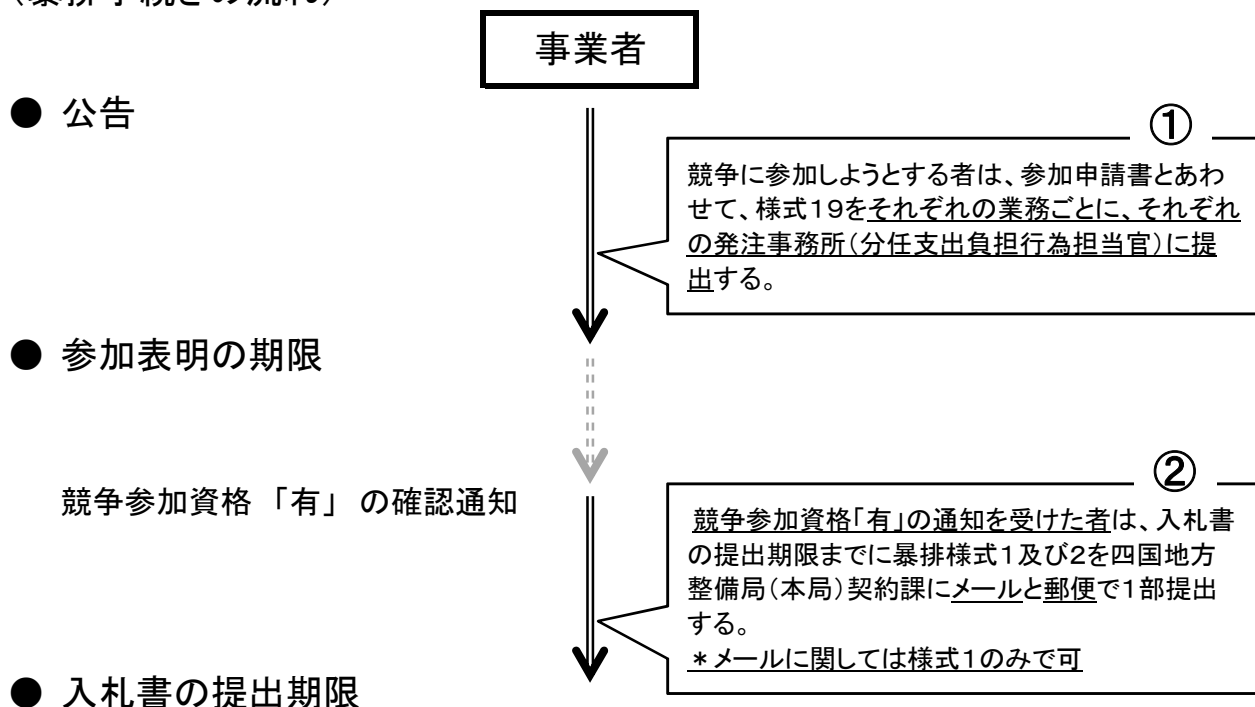 (暴排手続きの流れ)
事業者
● 公告
①
競争に参加しようとする者は、参加申請書とあわ
せて、様式19をそれぞれの業務ごとに、それぞれ
の発注事務所(分任支出負担行為担当官)に提
出する。
● 参加表明の期限
競争参加資格 「有」 の確認通知
②
競争参加資格「有」の通知を受けた者は、入札書
の提出期限までに暴排様式1及び2を四国地方
整備局(本局)契約課にメールと郵便で1部提出
する。
*メールに関しては様式1のみで可
● 入札書の提出期限